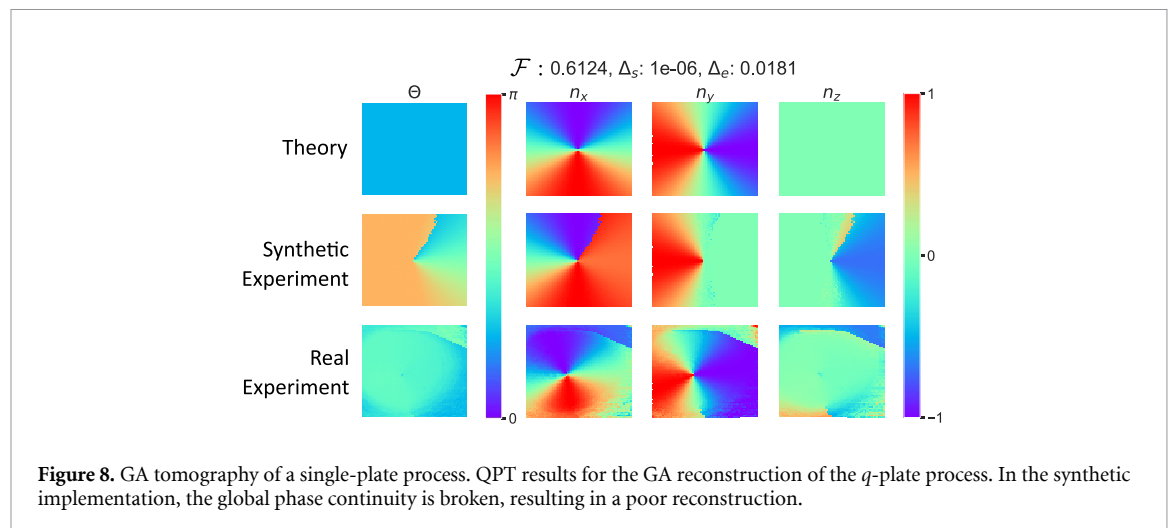 𝓕 : 0.6124, Δs: 1e-06, Δe: 0.0181
Θ nx ny nz
π 1
Theory
Synthetic
Experiment
0
Real
Experiment
0 −1
Figure 8. GA tomography of a single-plate process. QPT results for the GA reconstruction of the q-plate process. In the synthetic
implementation, the global phase continuity is broken, resulting in a poor reconstruction.